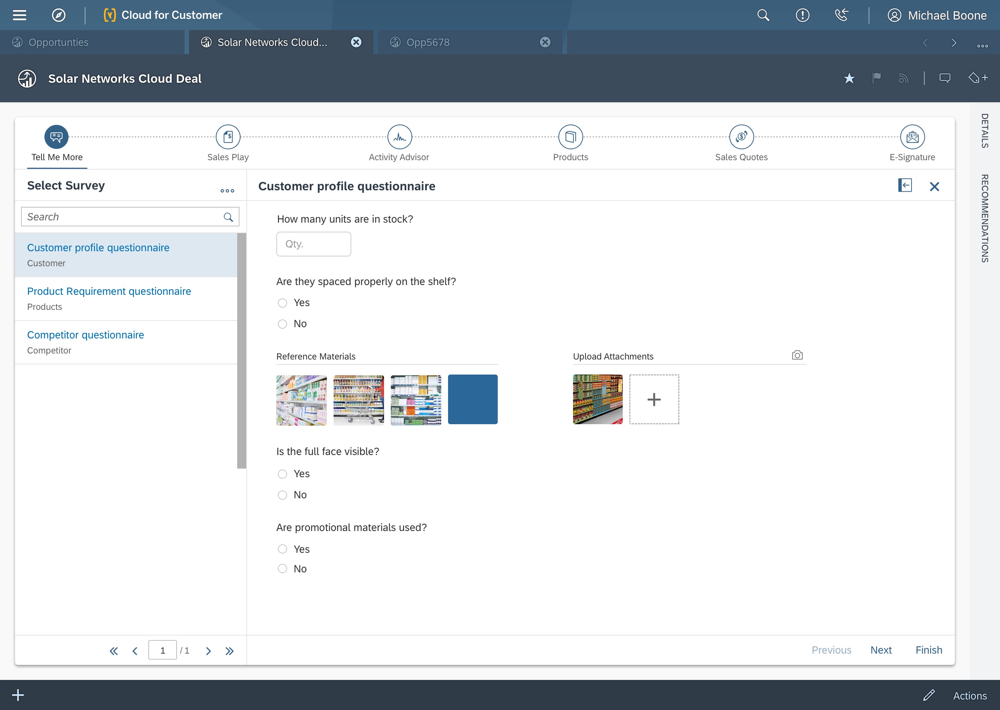 Cloud for Customer
Michael Boone
Opportunties
Solar Networks Cloud...
Opp5678
Solar Networks Cloud Deal
DETAILS
RECOMMENDATIONS
Tell Me More
Sales Play
Activity Advisor
Products
Sales Quotes
E-Signature
Select Survey
Search
Customer profile questionnaire
Customer
Product Requirement questionnaire
Products
Competitor questionnaire
Competitor
1 / 1
Customer profile questionnaire
How many units are in stock?
Qty.
Are they spaced properly on the shelf?
Yes
No
Reference Materials
Upload Attachments
Is the full face visible?
Yes
No
Are promotional materials used?
Yes
No
Previous
Next
Finish
Actions